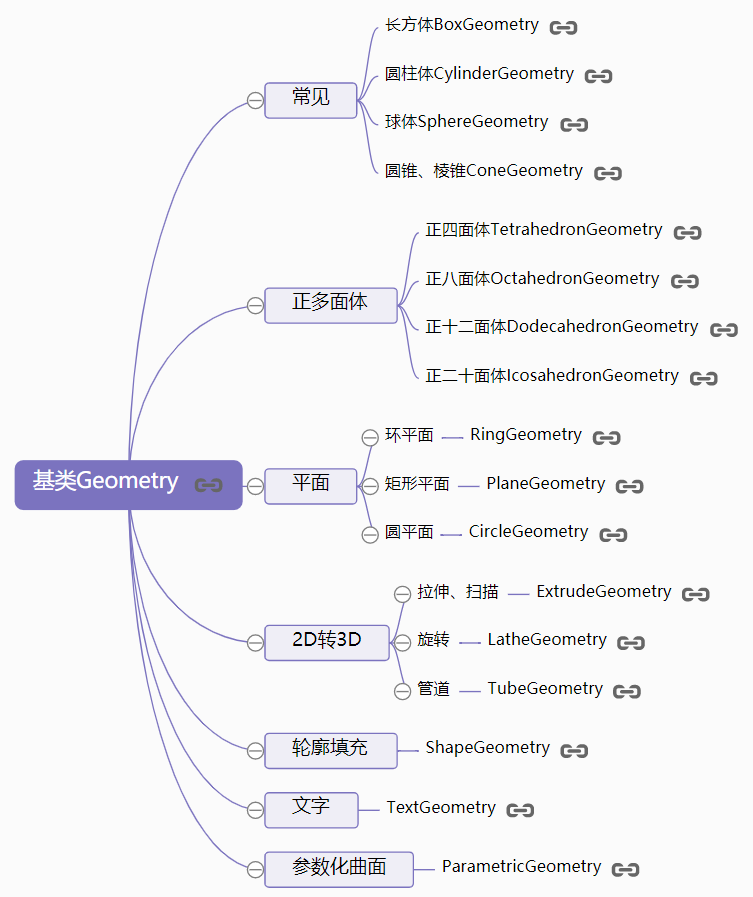 基类Geometry
常见
长方体BoxGeometry
圆柱体CylinderGeometry
球体SphereGeometry
圆锥、棱锥ConeGeometry
正多面体
正四面体TetrahedronGeometry
正八面体OctahedronGeometry
正十二面体DodecahedronGeometry
正二十面体IcosahedronGeometry
平面
环平面 RingGeometry
矩形平面 PlaneGeometry
圆平面 CircleGeometry
2D转3D
拉伸、扫描 ExtrudeGeometry
旋转 LatheGeometry
管道 TubeGeometry
轮廓填充 ShapeGeometry
文字 TextGeometry
参数化曲面 ParametricGeometry